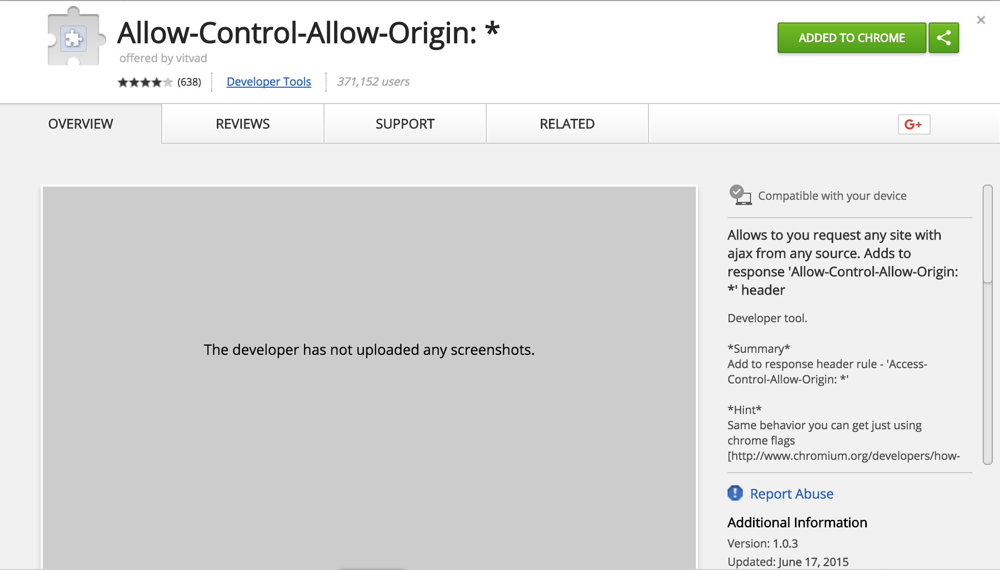 Allow-Control-Allow-Origin: *
offered by vitvad
(638)
Developer Tools
371,152 users
ADDED TO CHROME
OVERVIEW
REVIEWS
SUPPORT
RELATED
G+
The developer has not uploaded any screenshots.
Compatible with your device
Allows to you request any site with
ajax from any source. Adds to
response 'Allow-Control-Allow-Origin:
*' header
Developer tool.
*Summary*
Add to response header rule - 'Access-
Control-Allow-Origin: *'
*Hint*
Same behavior you can get just using
chrome flags
[http://www.chromium.org/developers/how-
Report Abuse
Additional Information
Version: 1.0.3
Updated: June 17, 2015